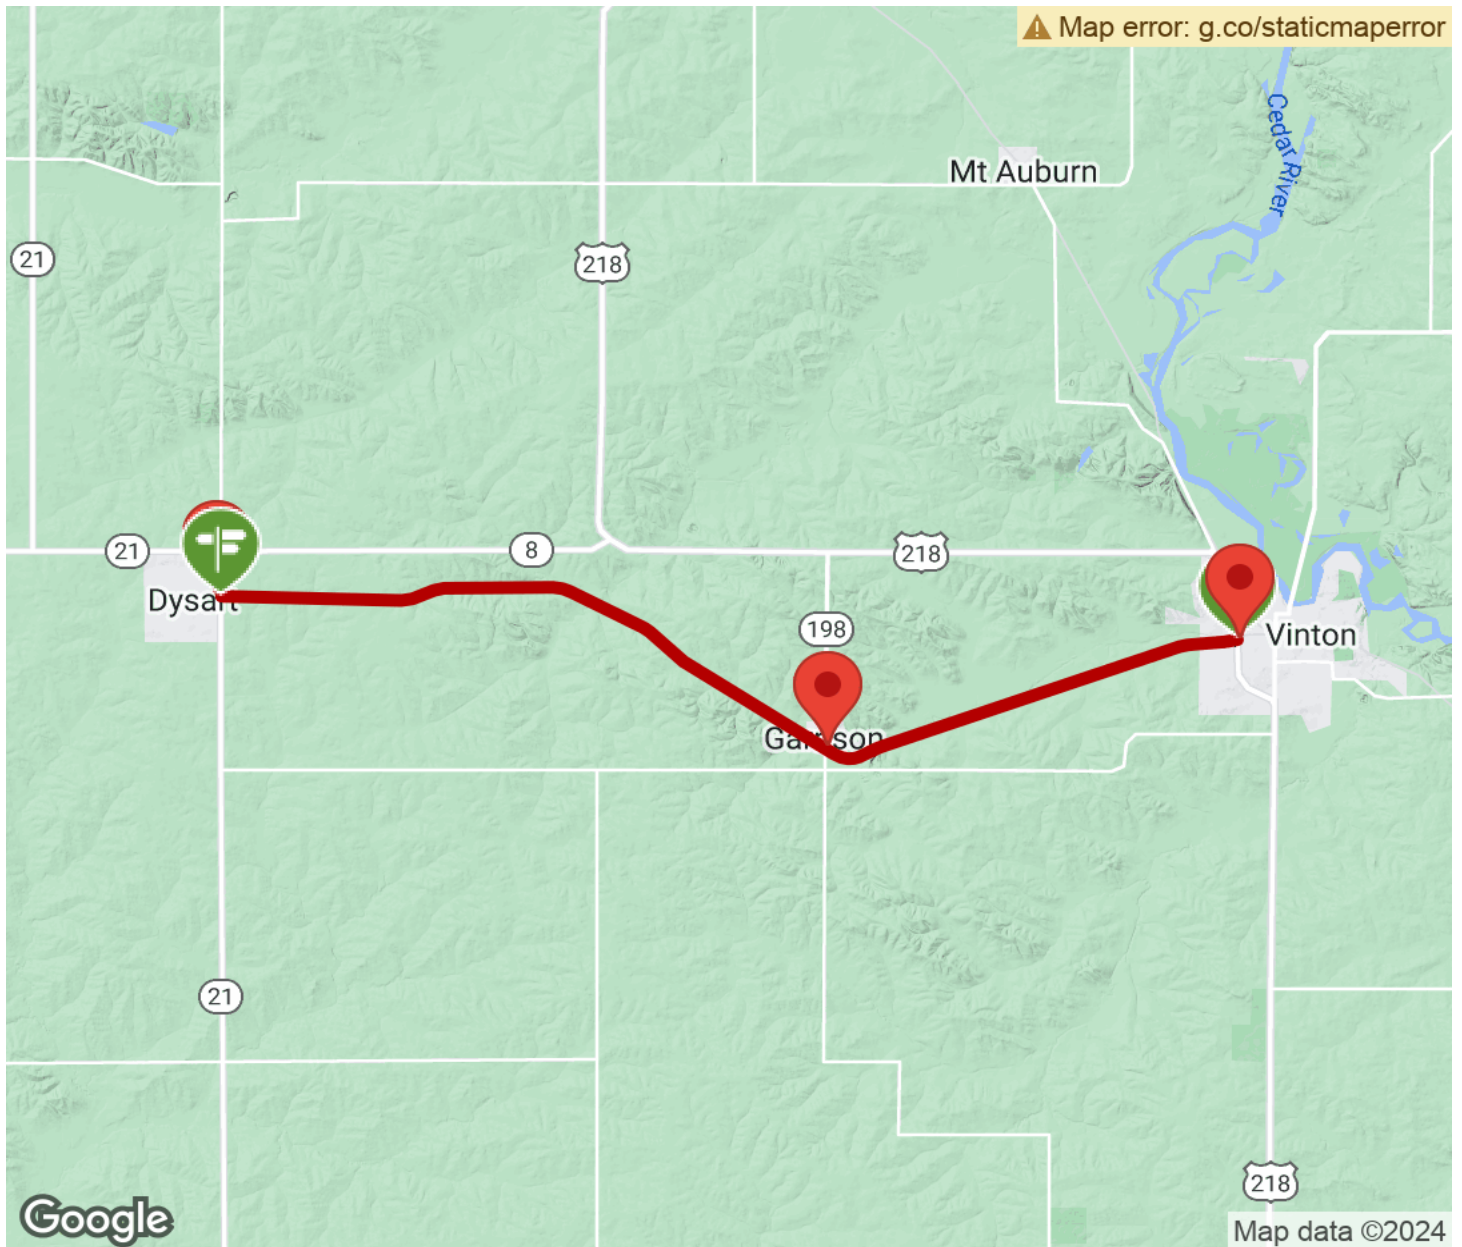 Map error: g.co/staticmaperror
Cedar River
Mt Auburn
21
218
21
8
218
Dysart
198
Vinton
Garrison
21
218
Google
Map data ©2024